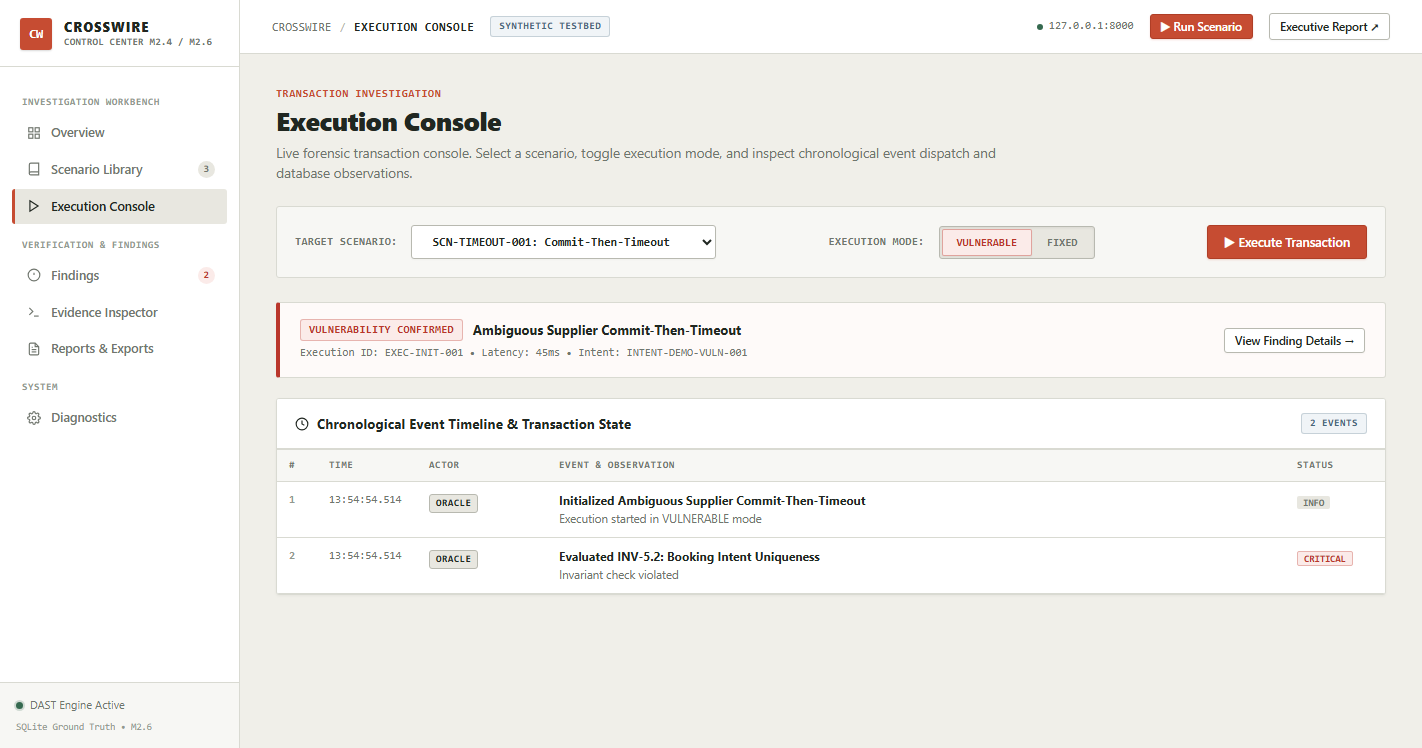 CW
CROSSWIRE
CONTROL CENTER M2.4 / M2.6
INVESTIGATION WORKBENCH
Overview
Scenario Library 3
Execution Console
VERIFICATION & FINDINGS
Findings 2
Evidence Inspector
Reports & Exports
SYSTEM
Diagnostics
DAST Engine Active
SQLite Ground Truth • M2.6
CROSSWIRE / EXECUTION CONSOLE SYNTHETIC TESTBED
127.0.0.1:8000 ▶ Run Scenario Executive Report ↗
TRANSACTION INVESTIGATION
Execution Console
Live forensic transaction console. Select a scenario, toggle execution mode, and inspect chronological event dispatch and
database observations.
TARGET SCENARIO: SCN-TIMEOUT-001: Commit-Then-Timeout EXECUTION MODE: VULNERABLE FIXED ▶ Execute Transaction
VULNERABILITY CONFIRMED Ambiguous Supplier Commit-Then-Timeout
Execution ID: EXEC-INIT-001 • Latency: 45ms • Intent: INTENT-DEMO-VULN-001
View Finding Details →
Chronological Event Timeline & Transaction State 2 EVENTS
# TIME ACTOR EVENT & OBSERVATION STATUS
1 13:54:54.514 ORACLE Initialized Ambiguous Supplier Commit-Then-Timeout INFO
Execution started in VULNERABLE mode
2 13:54:54.514 ORACLE Evaluated INV-5.2: Booking Intent Uniqueness CRITICAL
Invariant check violated